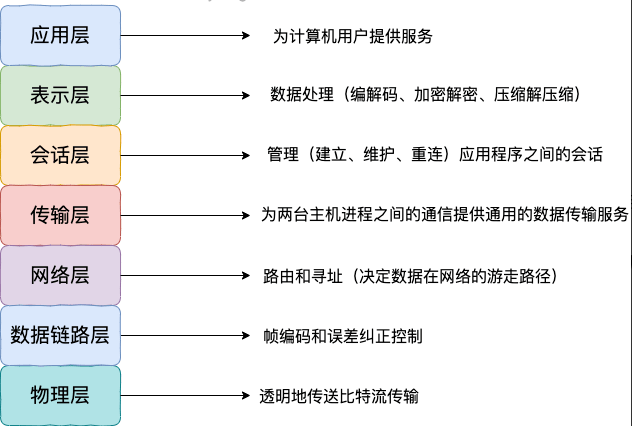 应用层 为计算机用户提供服务
表示层 数据处理（编解码、加密解密、压缩解压缩）
会话层 管理（建立、维护、重连）应用程序之间的会话
传输层 为两台主机进程之间的通信提供通用的数据传输服务
网络层 路由和寻址（决定数据在网络的游走路径）
数据链路层 帧编码和误差纠正控制
物理层 透明地传送比特流传输